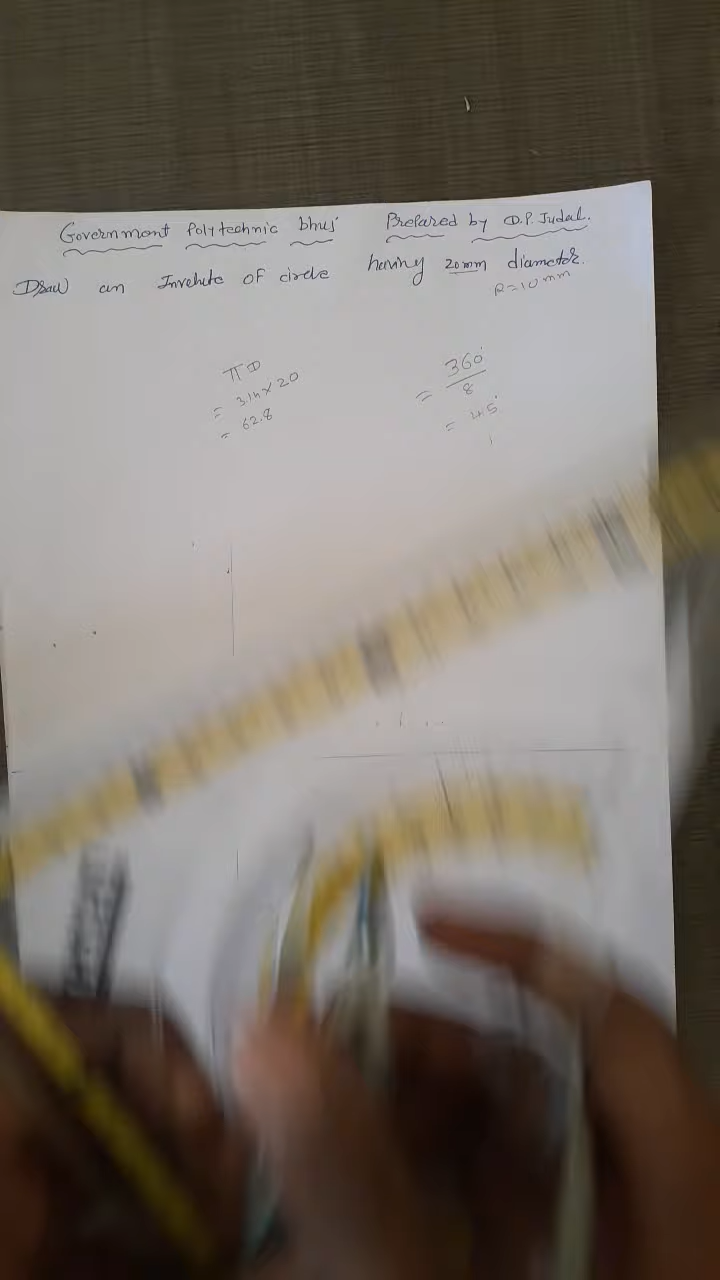 Government Polytechnic bhuj Prepared by D.P. Judal.
Draw an Involute of circle having 20mm diameter.
R=10mm
πD
= 3.14 x 20
= 62.8
= 360°/8
= 45°